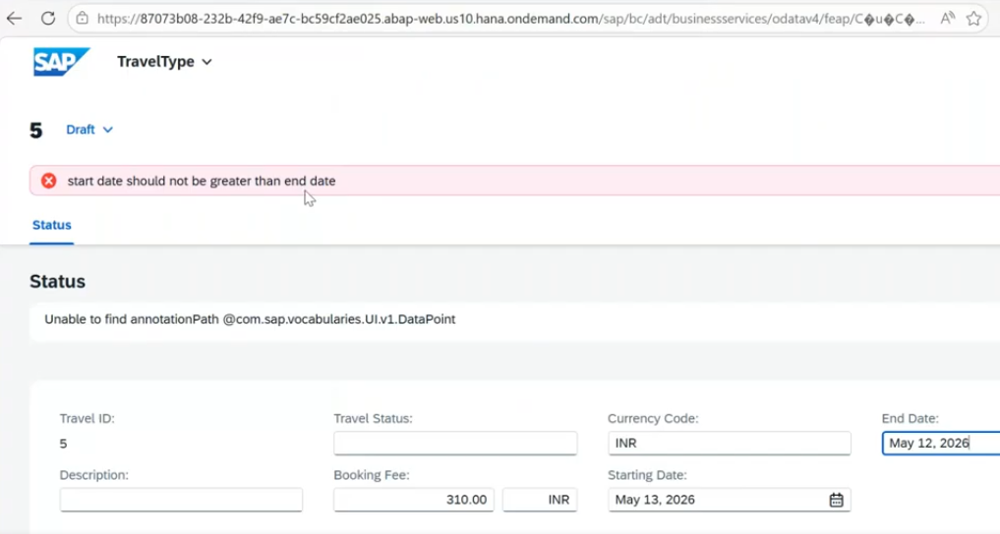 https://87073b08-232b-42f9-ae7c-bc59cf2ae025.abap-web.us10.hana.ondemand.com/sap/bc/adt/businessservices/odatav4/feap/C�u�C�...
SAP TravelType
5 Draft
start date should not be greater than end date
Status
Status
Unable to find annotationPath @com.sap.vocabularies.UI.v1.DataPoint
Travel ID: Travel Status: Currency Code: End Date:
5 INR May 12, 2026
Description: Booking Fee: Starting Date:
310.00 INR May 13, 2026